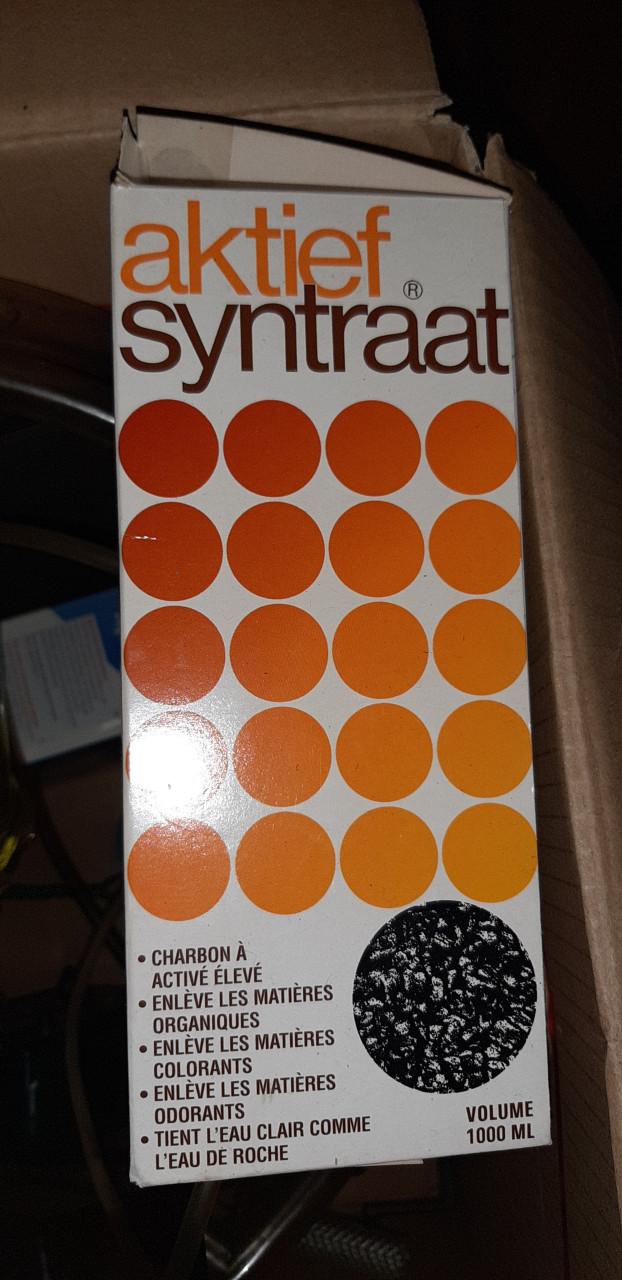 aktief
syntraat®
• CHARBON À
ACTIVÉ ÉLEVÉ
• ENLÈVE LES MATIÈRES
ORGANIQUES
• ENLÈVE LES MATIÈRES
COLORANTS
• ENLÈVE LES MATIÈRES
ODORANTS
• TIENT L'EAU CLAIR COMME
L'EAU DE ROCHE
VOLUME
1000 ML